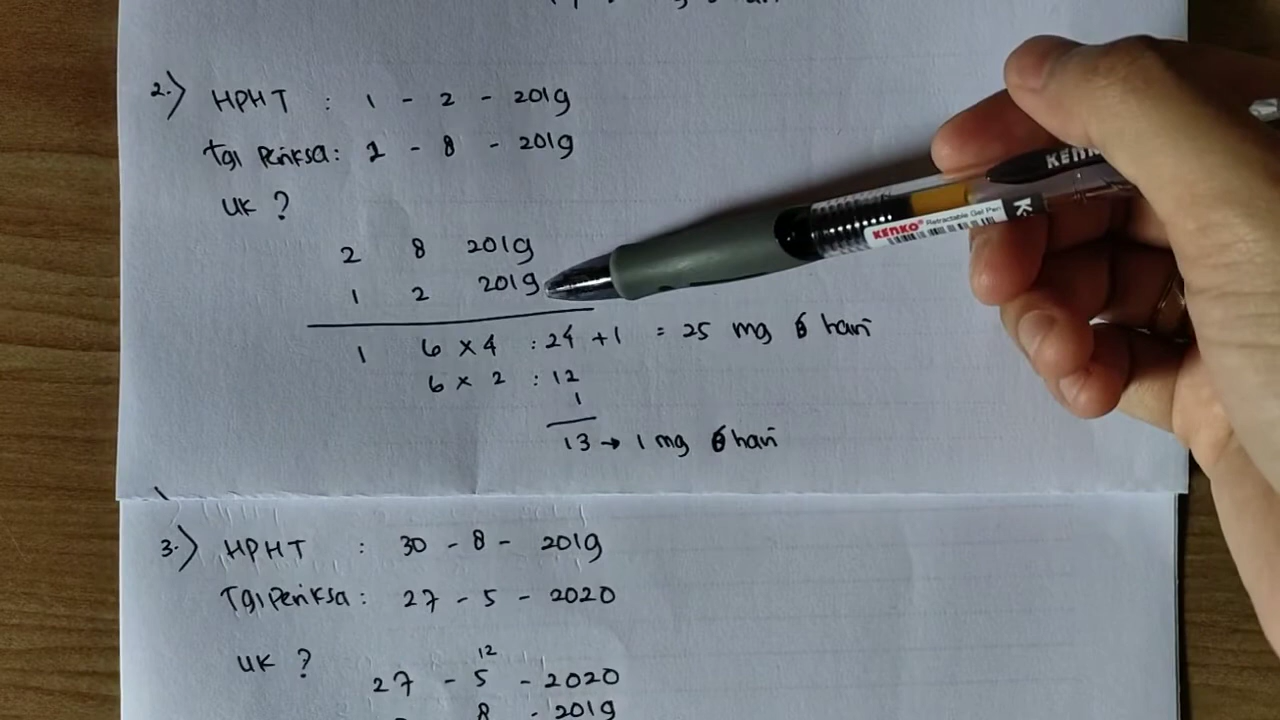 2.) HPHT : 1 - 2 - 2019
Tgl Periksa: 2 - 8 - 2019
UK ?
2 8 2019
1 2 2019
1 6 x 4 : 24 + 1 = 25 mg 6 hari
6 x 2 : 12
1
13 → 1 mg 6 hari
3.) HPHT : 30 - 8 - 2019
Tgl Periksa : 27 - 5 - 2020
UK ?
12
27 - 5 - 2020
8 - 2019
KENKO
KENKO Retractable Gel Pen
K-